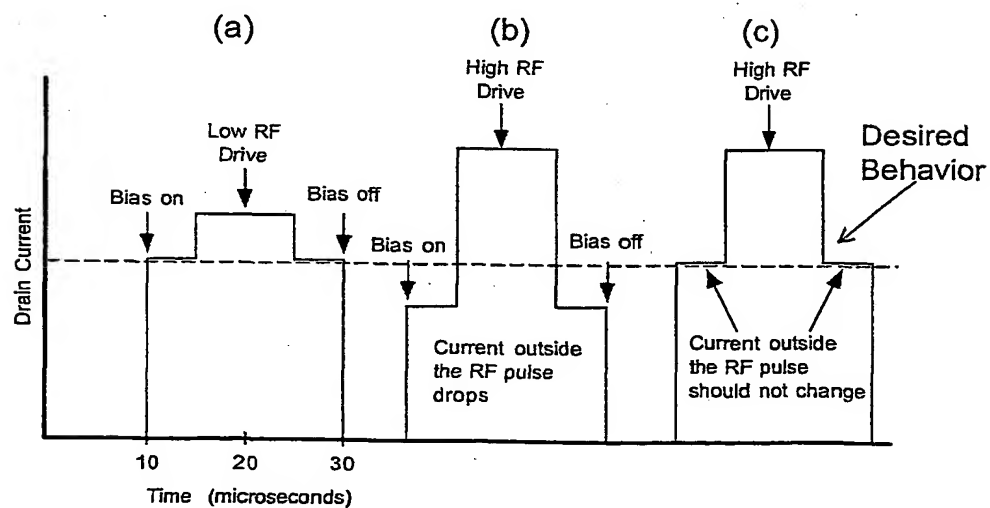 (a)
(b)
(c)
High RF
Drive
High RF
Drive
Low RF
Drive
Desired
Behavior
Bias on
Bias off
Bias on
Bias off
Drain Current
Current outside
the RF pulse
drops
Current outside
the RF pulse
should not change
10
20
30
Time (microseconds)